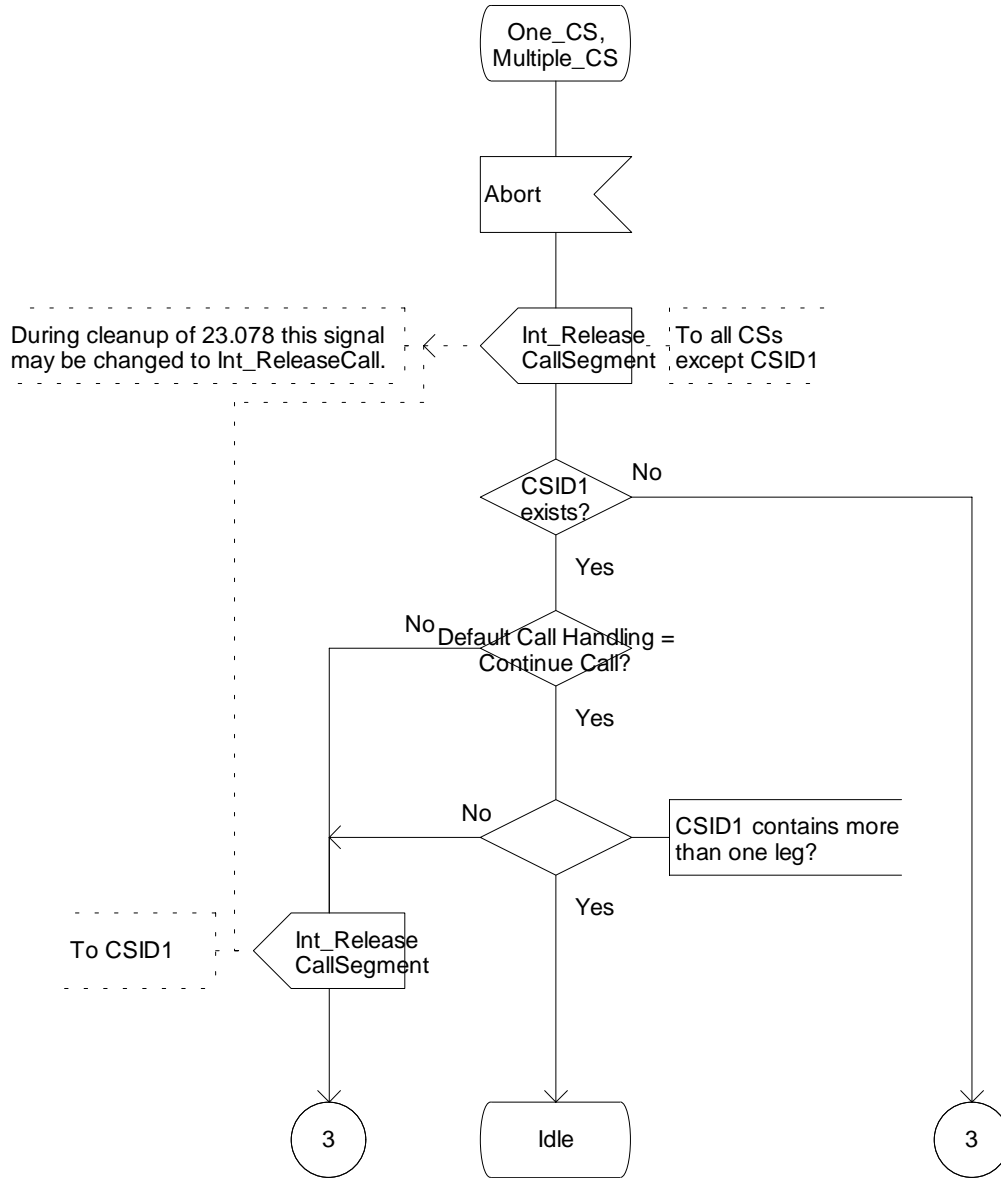 One_CS,
Multiple_CS
Abort
During cleanup of 23.078 this signal
may be changed to Int_ReleaseCall.
Int_Release
CallSegment
To all CSs
except CSID1
CSID1
exists?
No
Yes
No
Default Call Handling =
Continue Call?
Yes
No
CSID1 contains more
than one leg?
Yes
To CSID1
Int_Release
CallSegment
3
Idle
3